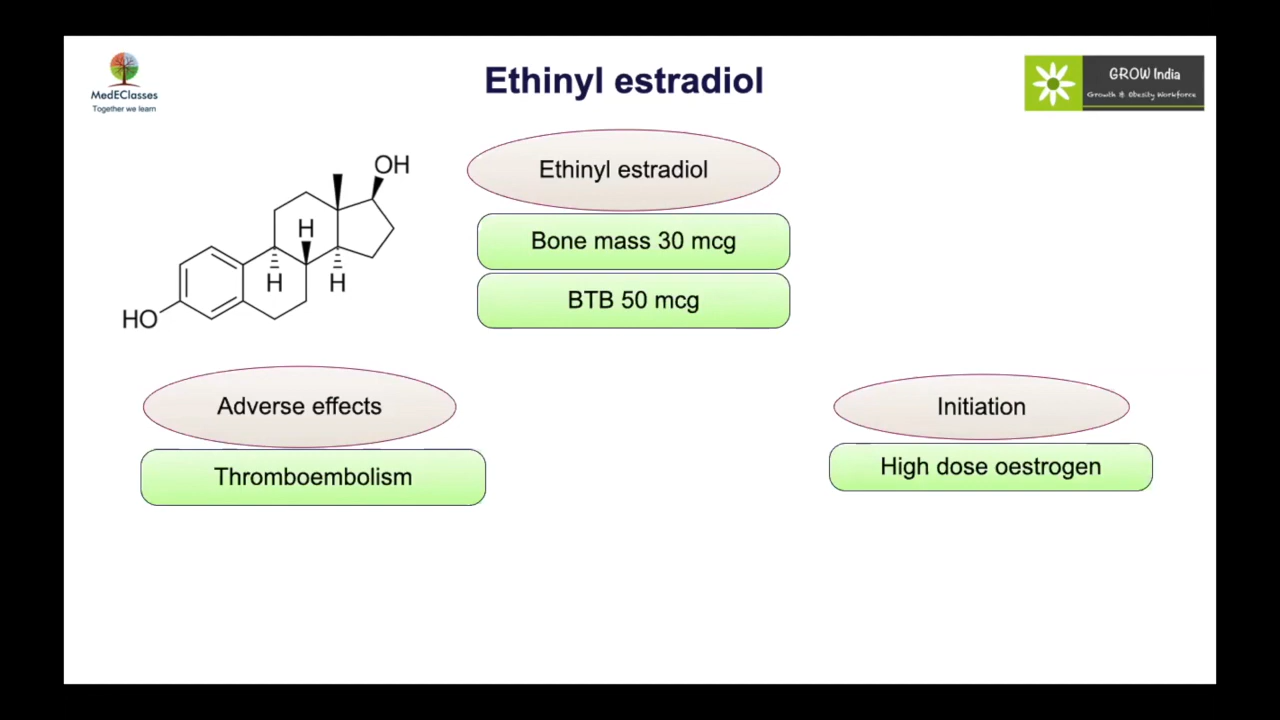 MedEClasses
Together we learn
Ethinyl estradiol
GROW India
Growth & Obesity Workforce
OH
H
H
H
HO
Ethinyl estradiol
Bone mass 30 mcg
BTB 50 mcg
Adverse effects
Thromboembolism
Initiation
High dose oestrogen